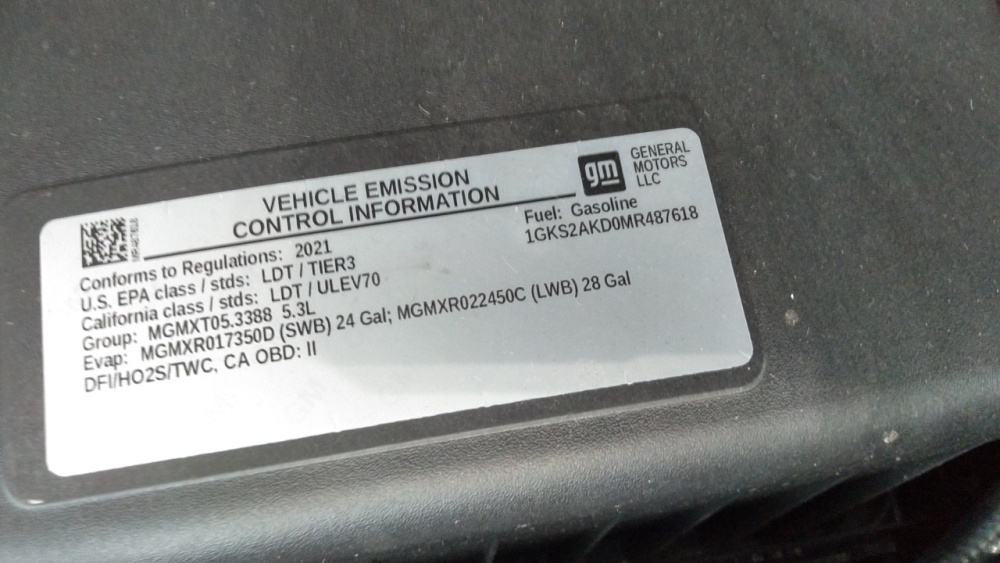 VEHICLE EMISSION
CONTROL INFORMATION
gm
GENERAL
MOTORS
LLC
Fuel: Gasoline
1GKS2AKD0MR487618
Conforms to Regulations: 2021
U.S. EPA class / stds: LDT / TIER3
California class / stds: LDT / ULEV70
Group: MGMXT05.3388 5.3L
Evap: MGMXR017350D (SWB) 24 Gal; MGMXR022450C (LWB) 28 Gal
DFI/HO2S/TWC, CA OBD: II